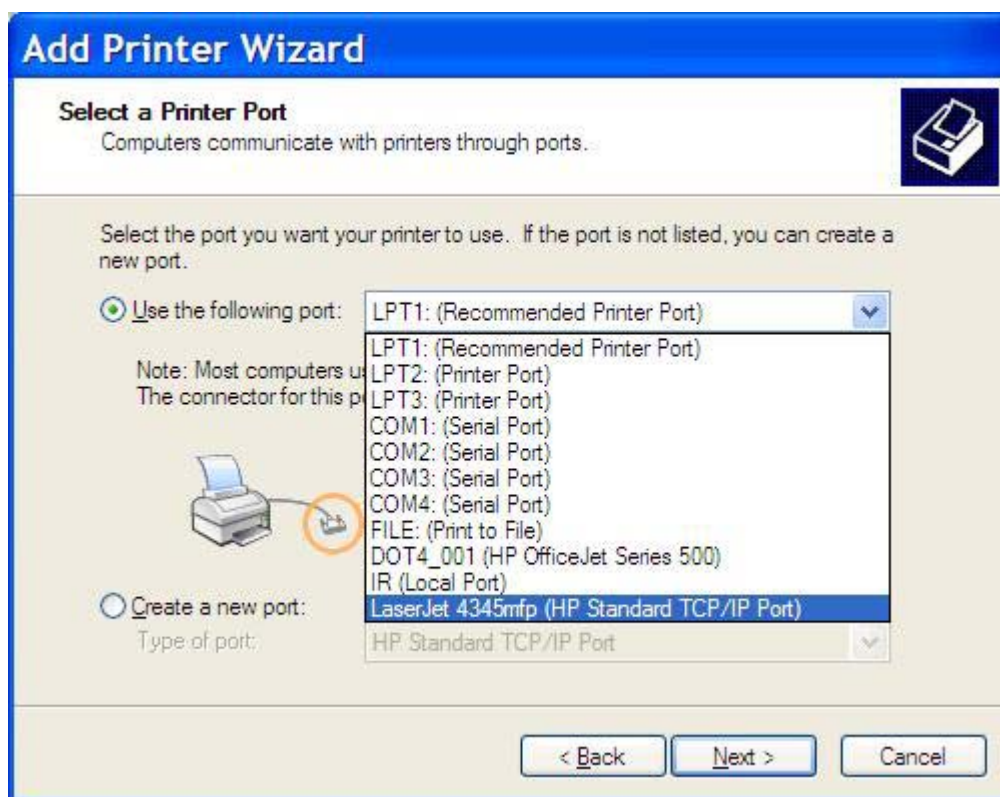 Add Printer Wizard
Select a Printer Port
Computers communicate with printers through ports.
Select the port you want your printer to use. If the port is not listed, you can create a
new port.
Use the following port: LPT1: (Recommended Printer Port)
LPT1: (Recommended Printer Port)
Note: Most computers LPT2: (Printer Port)
The connector for this LPT3: (Printer Port)
COM1: (Serial Port)
COM2: (Serial Port)
COM3: (Serial Port)
COM4: (Serial Port)
FILE: (Print to File)
DOT4_001 (HP OfficeJet Series 500)
IR (Local Port)
Create a new port: LaserJet 4345mfp (HP Standard TCP/IP Port)
Type of port: HP Standard TCP/IP Port
< Back Next > Cancel